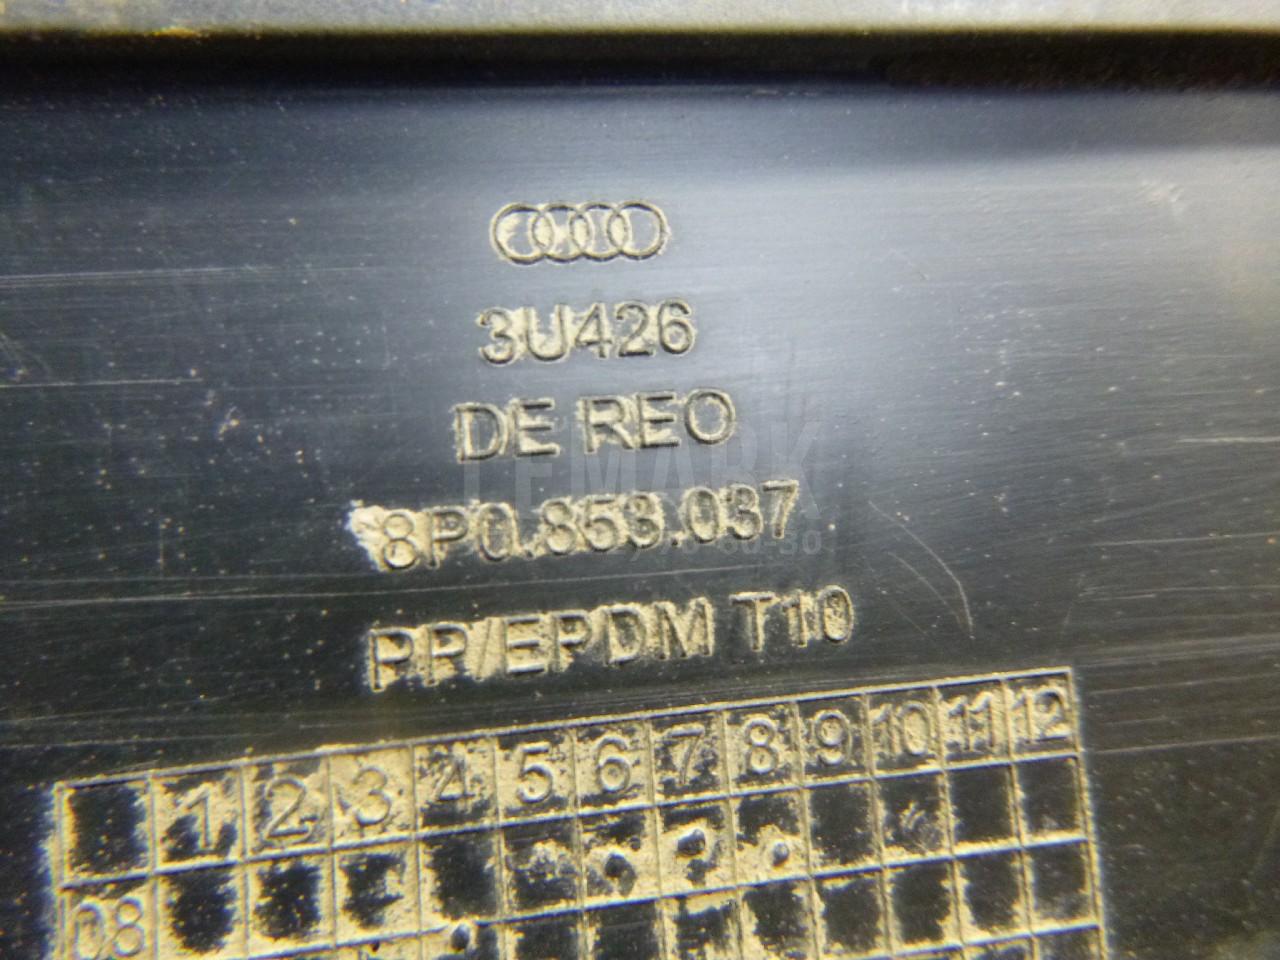 3U426
DE REO
8P0.853.037
PP/EPDM T10
1 2 3 4 5 6 7 8 9 10 11 12
08